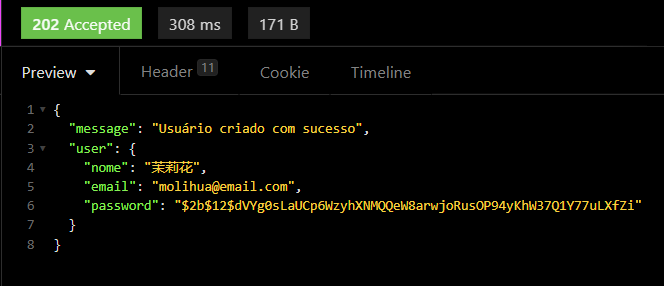 202 Accepted 308 ms 171 B
Preview Header 11 Cookie Timeline
1 {
2 "message": "Usuário criado com sucesso",
3 "user": {
4 "nome": "茉莉花",
5 "email": "molihua@email.com",
6 "password": "$2b$12$dVYg0sLaUCp6WzyhXNMQQeW8arwjoRusOP94yKhW37Q1Y77uLXfZi"
7 }
8 }